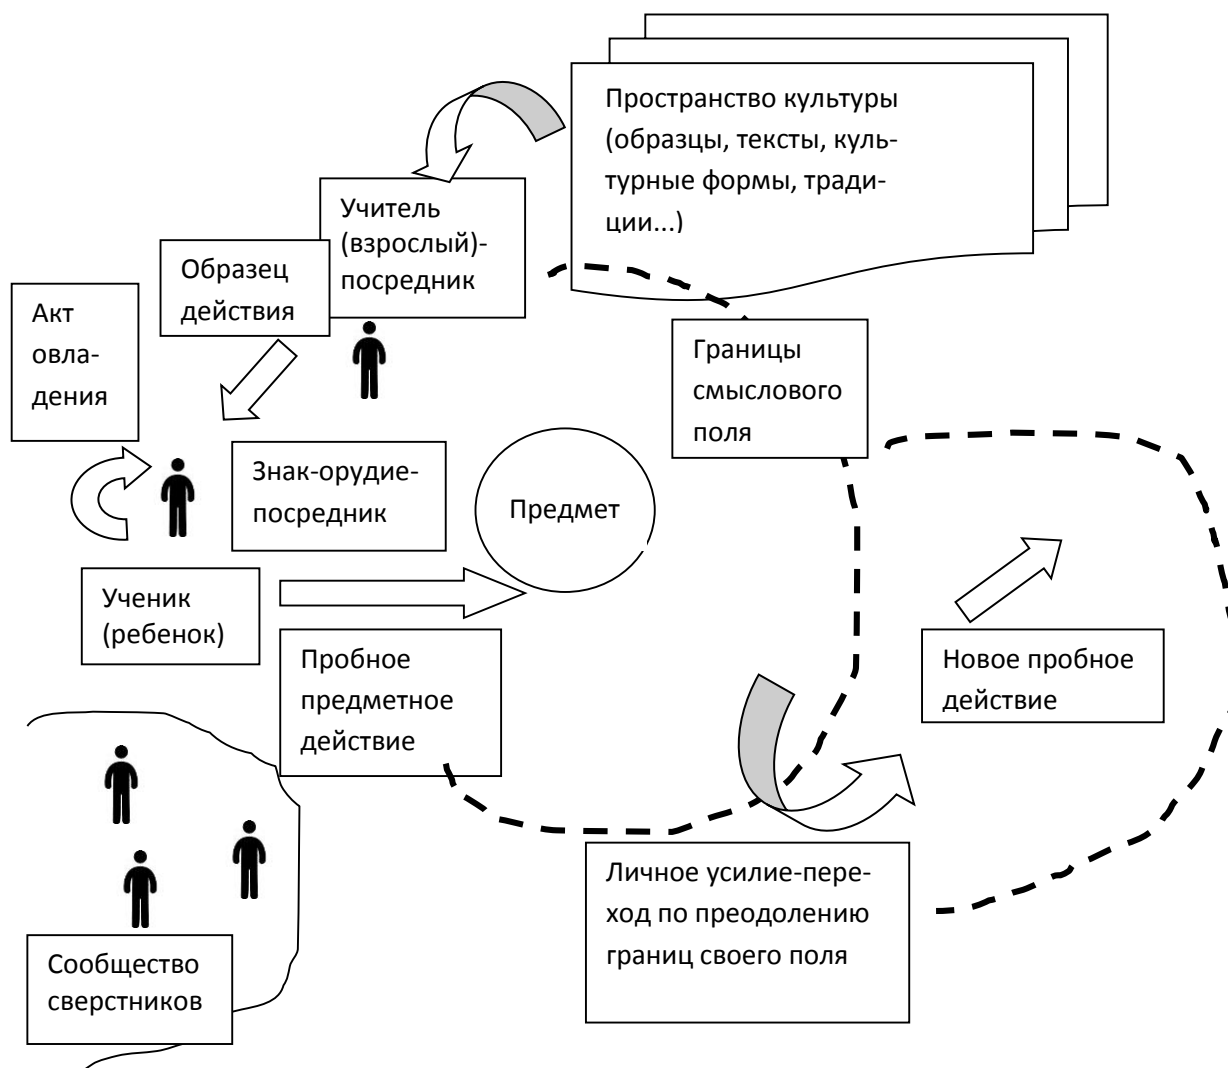 Пространство культуры
(образцы, тексты, куль-
турные формы, тради-
ции...)
Учитель
(взрослый)-
посредник
Образец
действия
Акт
овла-
дения
Границы
смыслового
поля
Знак-орудие-
посредник
Предмет
Ученик
(ребенок)
Пробное
предметное
действие
Новое пробное
действие
Личное усилие-пере-
ход по преодолению
границ своего поля
Сообщество
сверстников